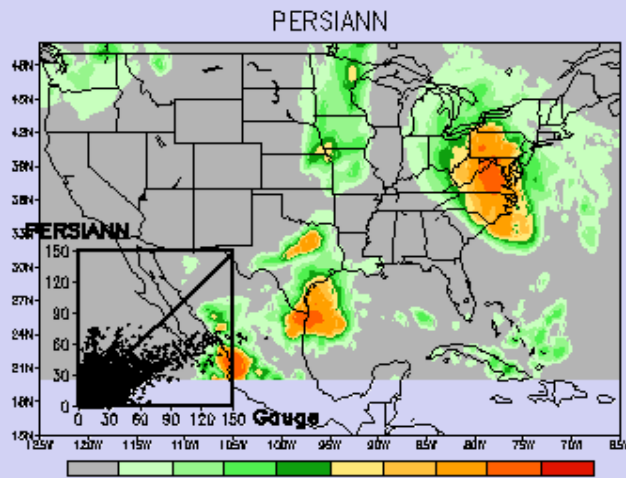 PERSIANN
48N
45N
42N
39N
36N
33N
30N
27N
24N
21N
18N
15N
PERSIANN
150
120
90
60
30
0
0 30 60 90 120 150
Gauge
125W 120W 115W 110W 105W 100W 95W 90W 85W 80W 75W 70W 65W